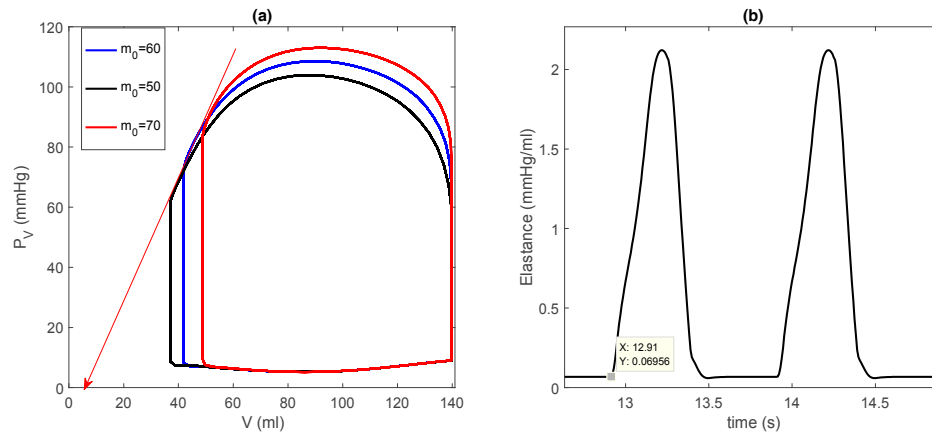 (a)
120
100
80
60
40
20
0
P_V (mmHg)
m_0=60
m_0=50
m_0=70
0 20 40 60 80 100 120 140
V (ml)
(b)
2
1.5
1
0.5
0
Elastance (mmHg/ml)
X: 12.91
Y: 0.06956
13 13.5 14 14.5
time (s)